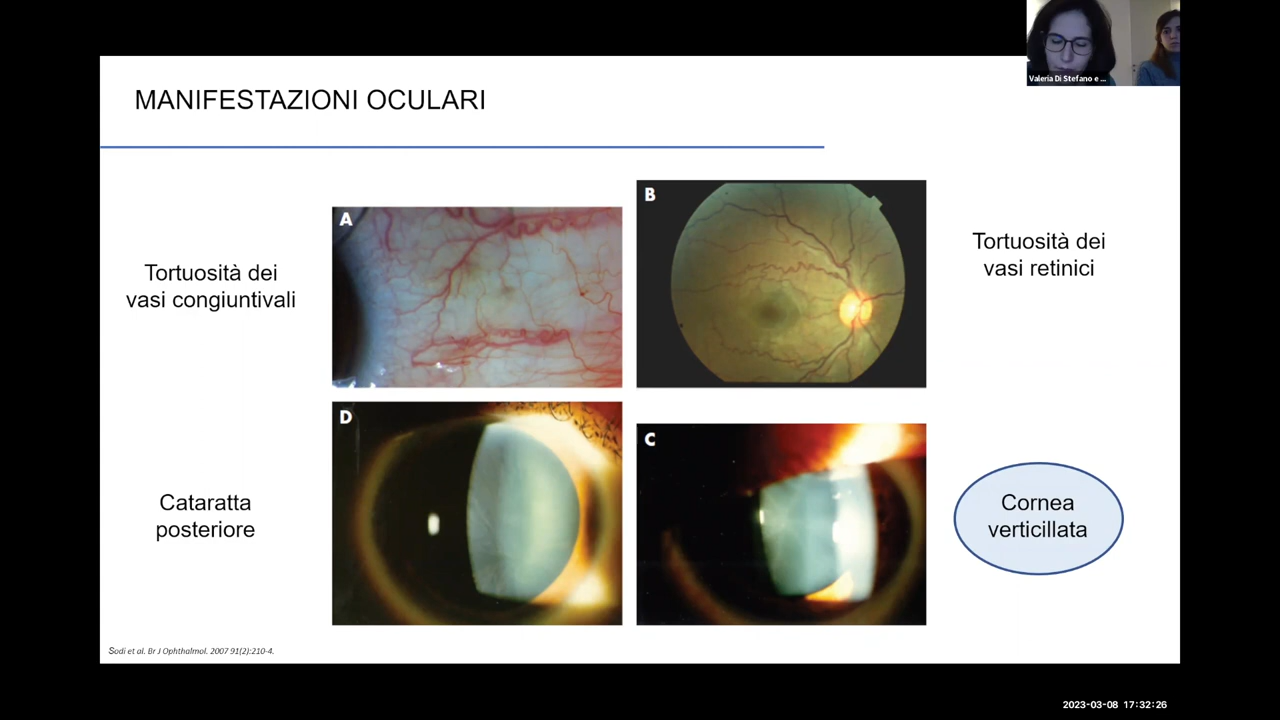 Valeria Di Stefano e ...
MANIFESTAZIONI OCULARI
A
B
Tortuosità dei
vasi congiuntivali
Tortuosità dei
vasi retinici
D
C
Cataratta
posteriore
Cornea
verticillata
Sodi et al. Br J Ophthalmol. 2007 91(2):210-4.
2023-03-08 17:32:26